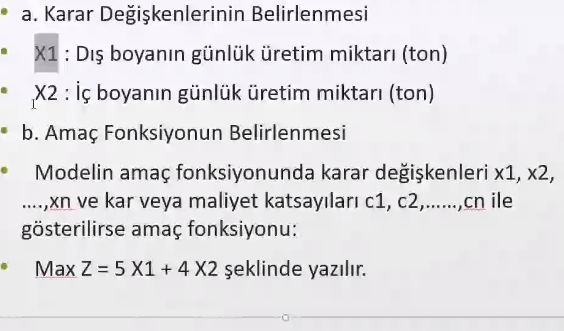 a. Karar Değişkenlerinin Belirlenmesi
X1 : Dış boyanın günlük üretim miktarı (ton)
X2 : İç boyanın günlük üretim miktarı (ton)
b. Amaç Fonksiyonun Belirlenmesi
Modelin amaç fonksiyonunda karar değişkenleri x1, x2,
....,xn ve kar veya maliyet katsayıları c1, c2,......,cn ile
gösterilirse amaç fonksiyonu:
Max Z = 5 X1 + 4 X2 şeklinde yazılır.